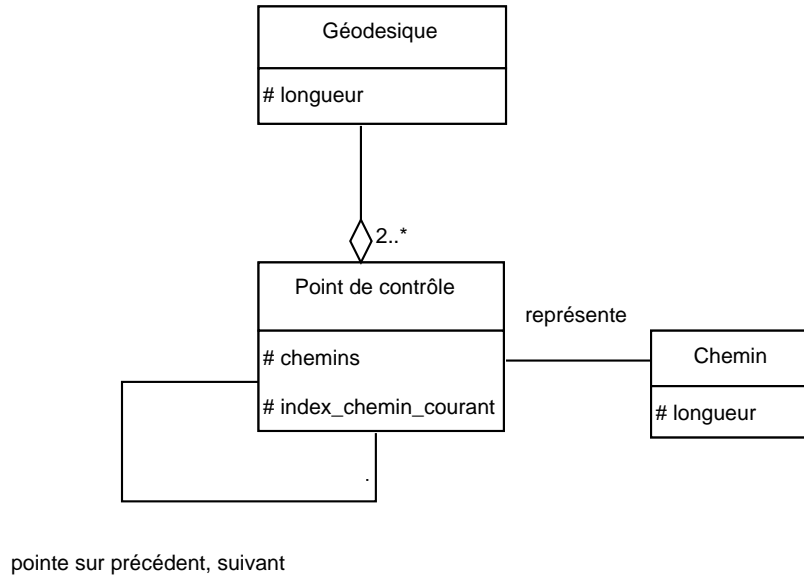 Géodesique
# longueur
2..*
Point de contrôle
représente
# chemins
Chemin
# index_chemin_courant
# longueur
.
pointe sur précédent, suivant